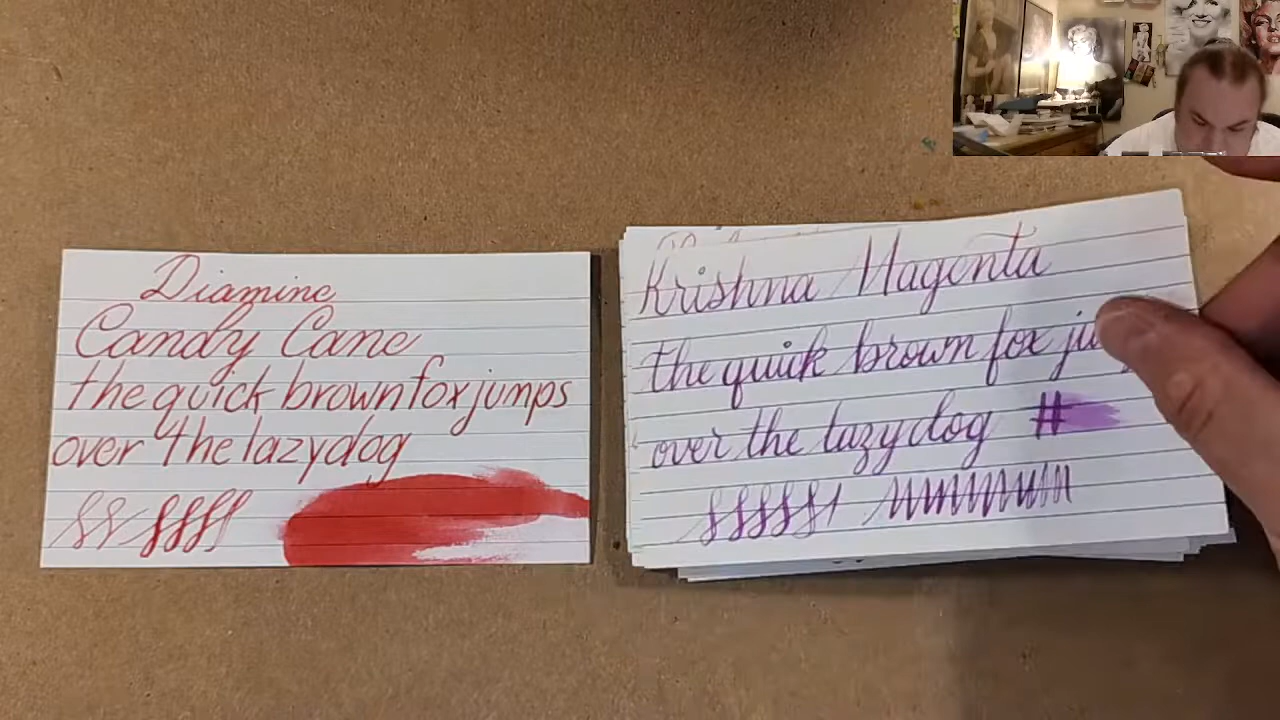 Diamine
Candy Cane
the quick brown fox jumps
over the lazy dog
Krishna Magenta
the quick brown fox
over the lazy dog #